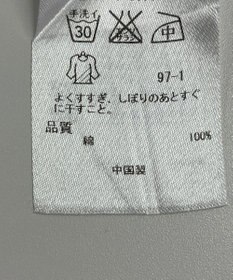 手洗イ
30
中
97-1
よくすすぎ、しぼりのあとすぐ
に干すこと。
品質
綿 100%
中国製